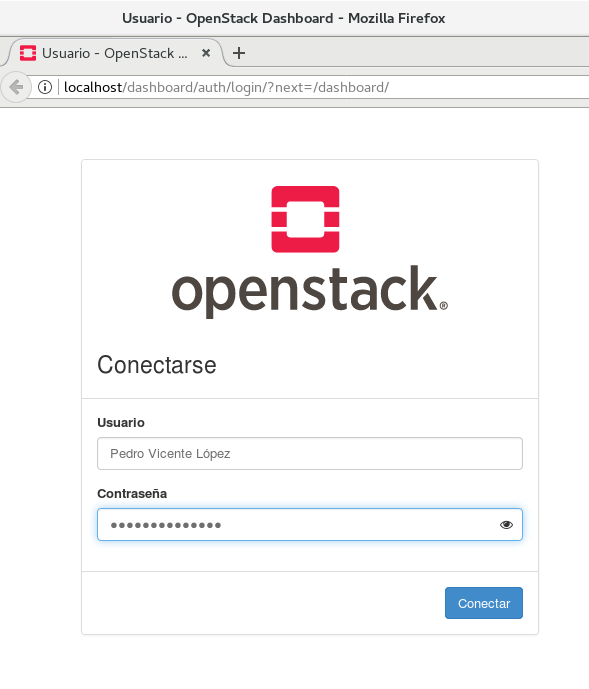 Usuario - OpenStack Dashboard - Mozilla Firefox
Usuario - OpenStack ... × +
localhost/dashboard/auth/login/?next=/dashboard/
openstack®
Conectarse
Usuario
Pedro Vicente López
Contraseña
••••••••••••••
Conectar